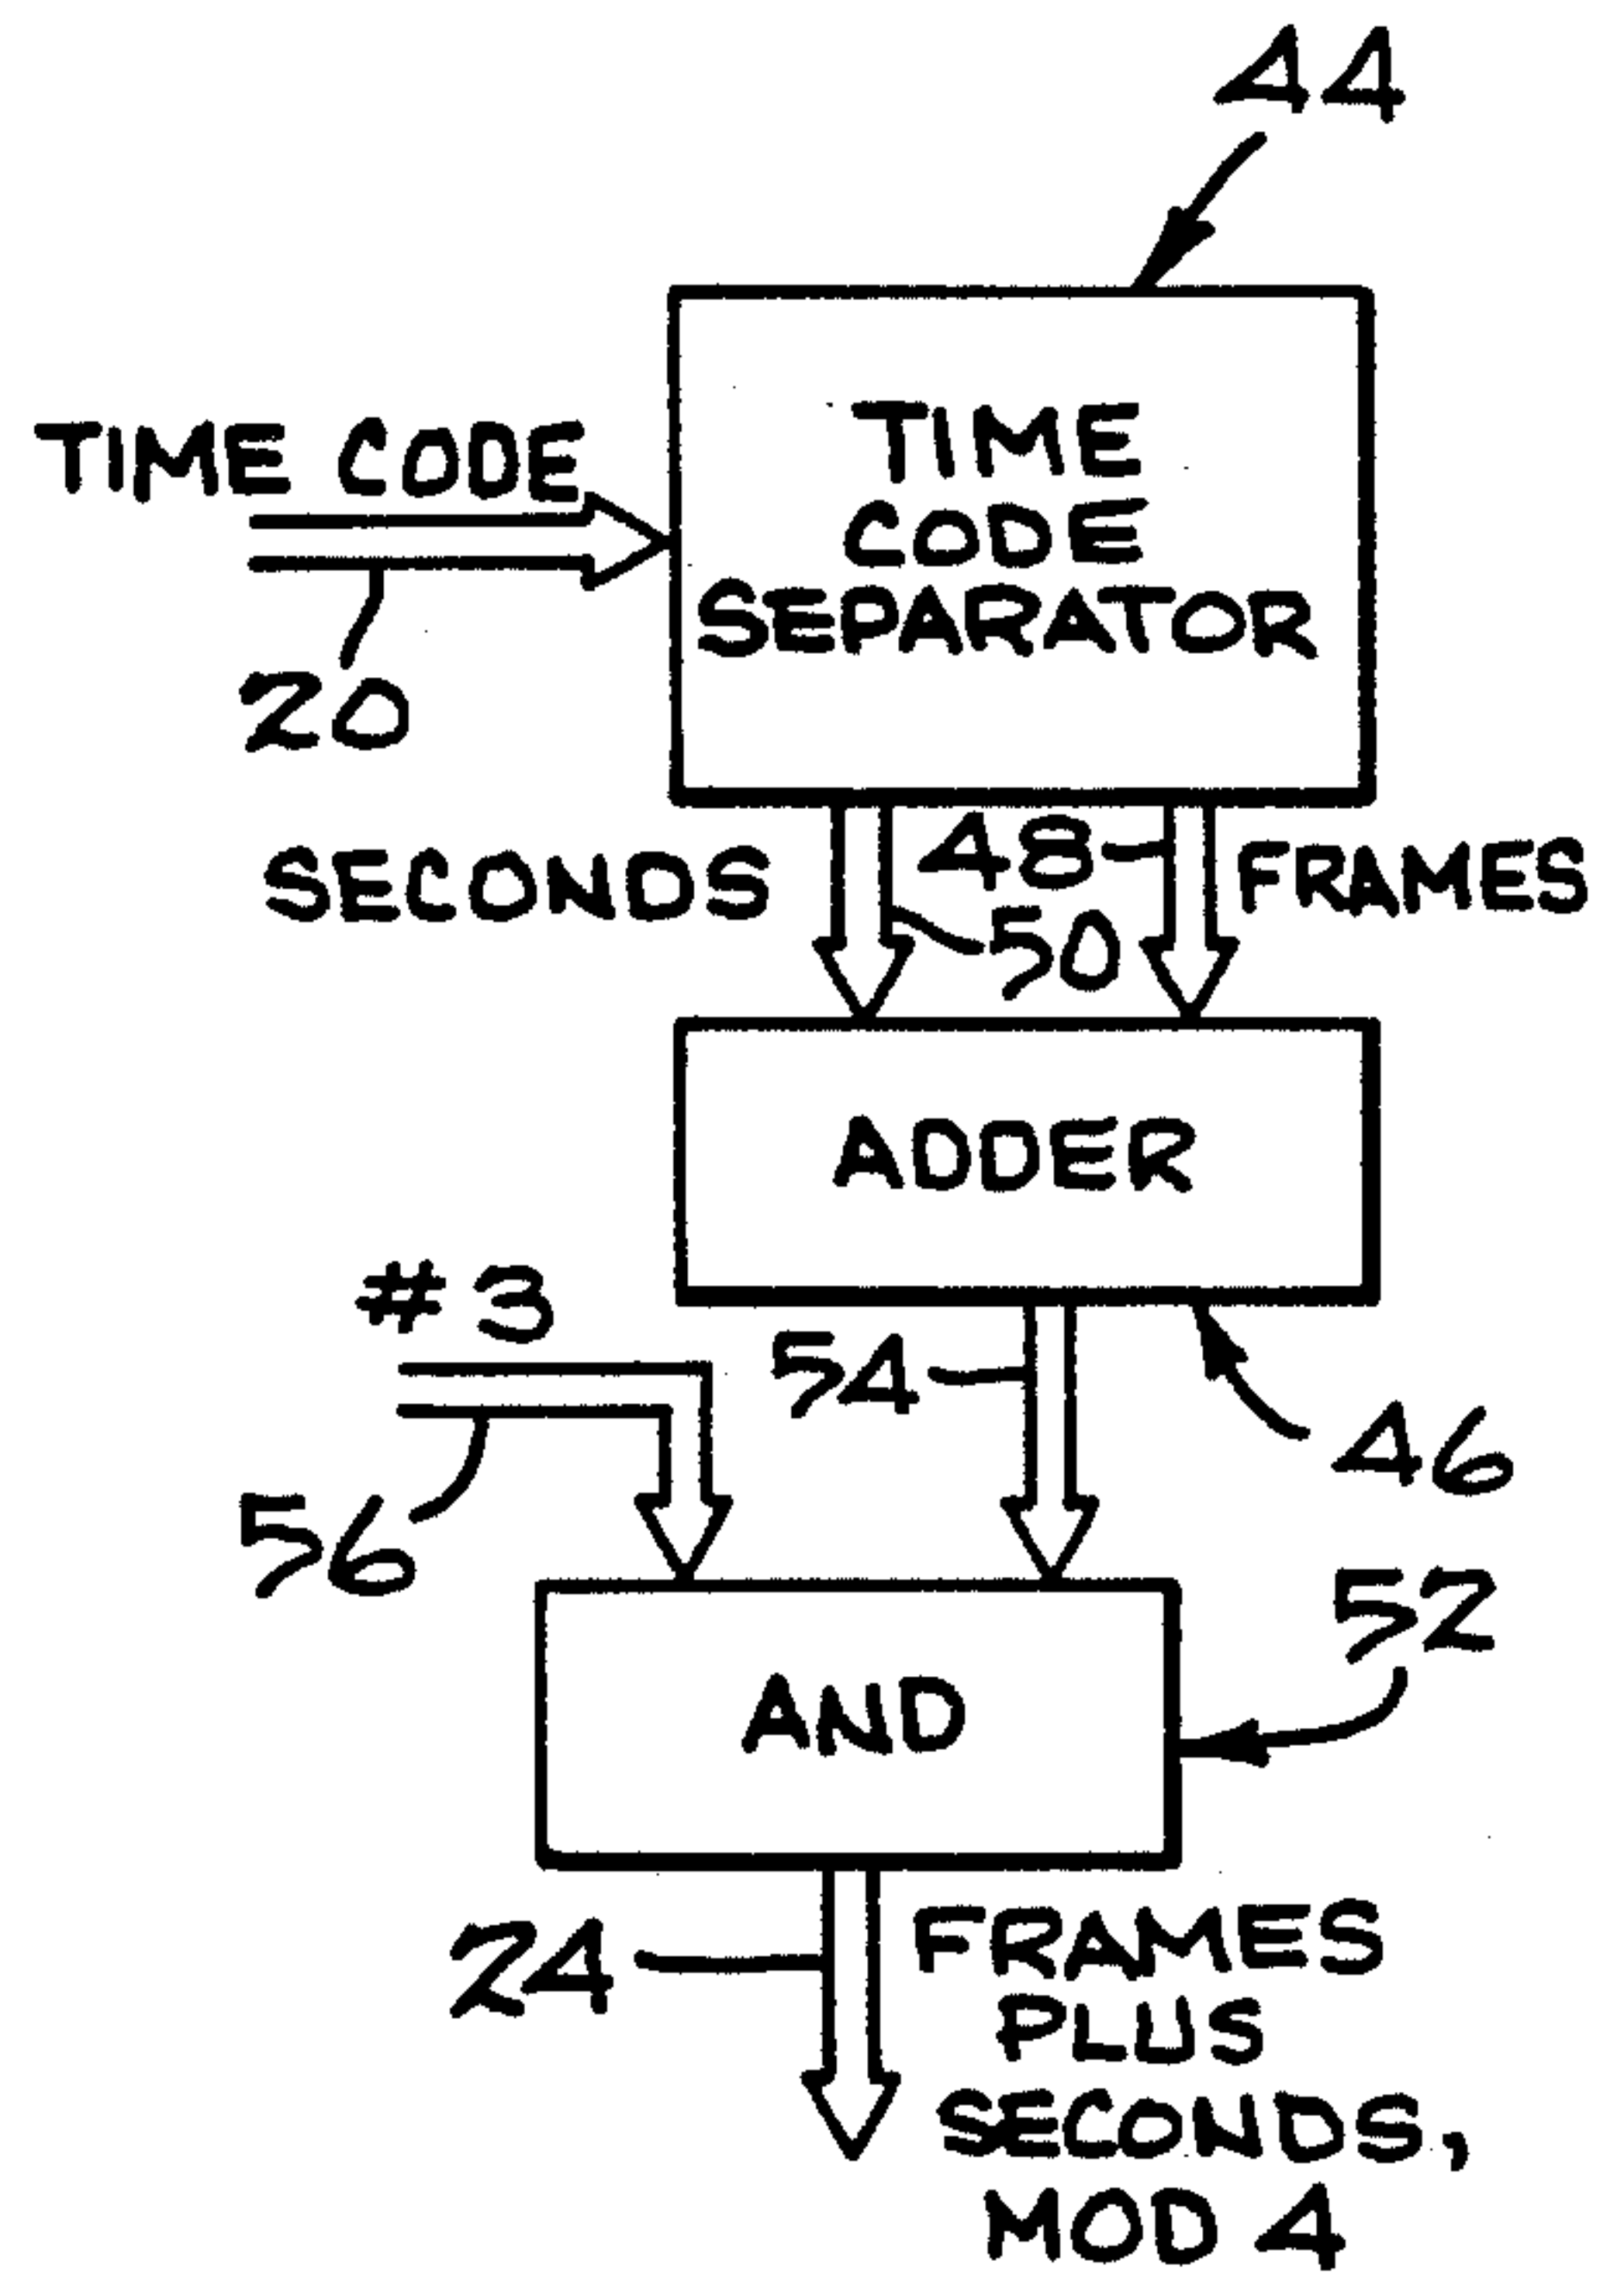 44
TIME CODE
TIME
CODE
SEPARATOR
20
SECONDS
48
FRAMES
50
ADDER
#3
54
46
56
52
AND
24
FRAMES
PLUS
SECONDS,
MOD 4